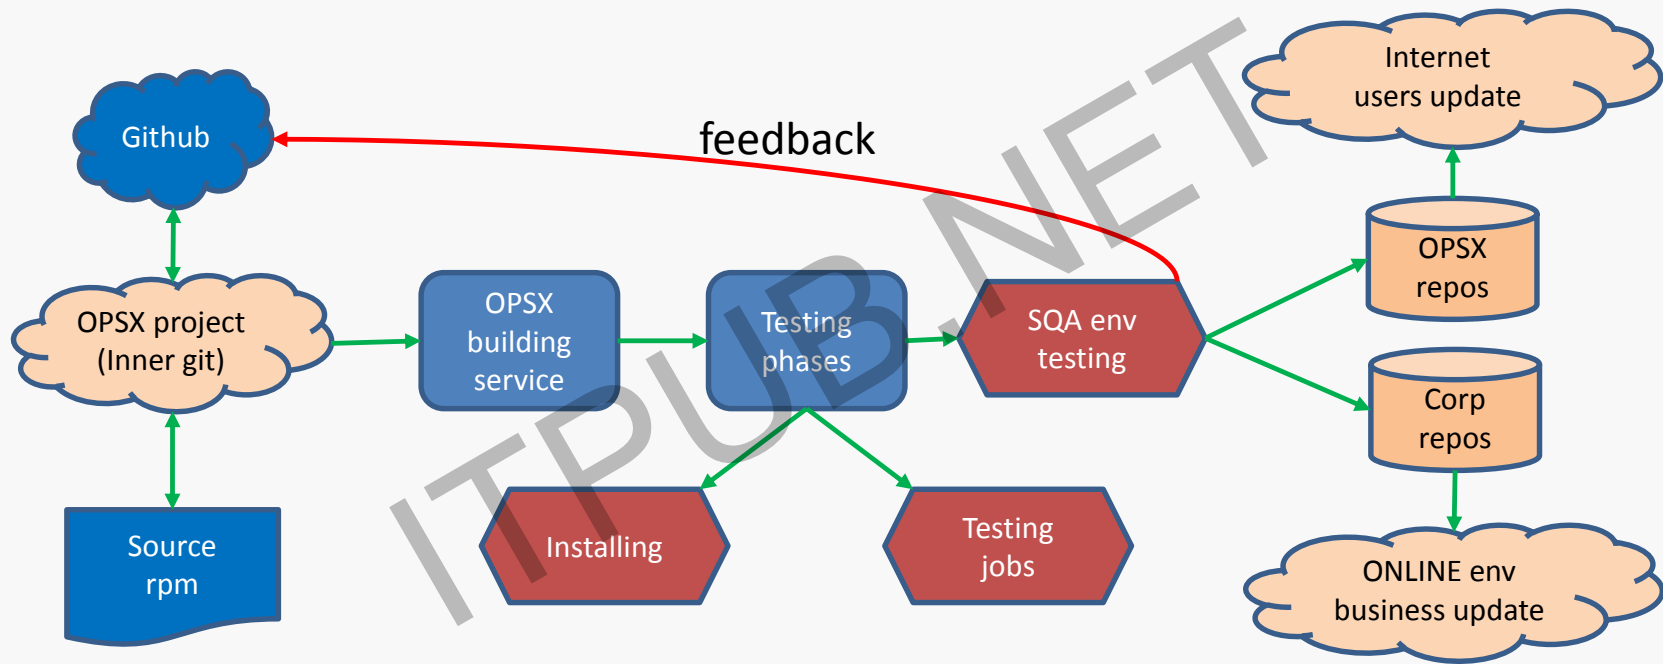 Internet
users update
Github
feedback
OPSX
repos
OPSX project
(Inner git)
OPSX
building
service
Testing
phases
SQA env
testing
Corp
repos
Source
rpm
Installing
Testing
jobs
ONLINE env
business update
ITPUB.NET